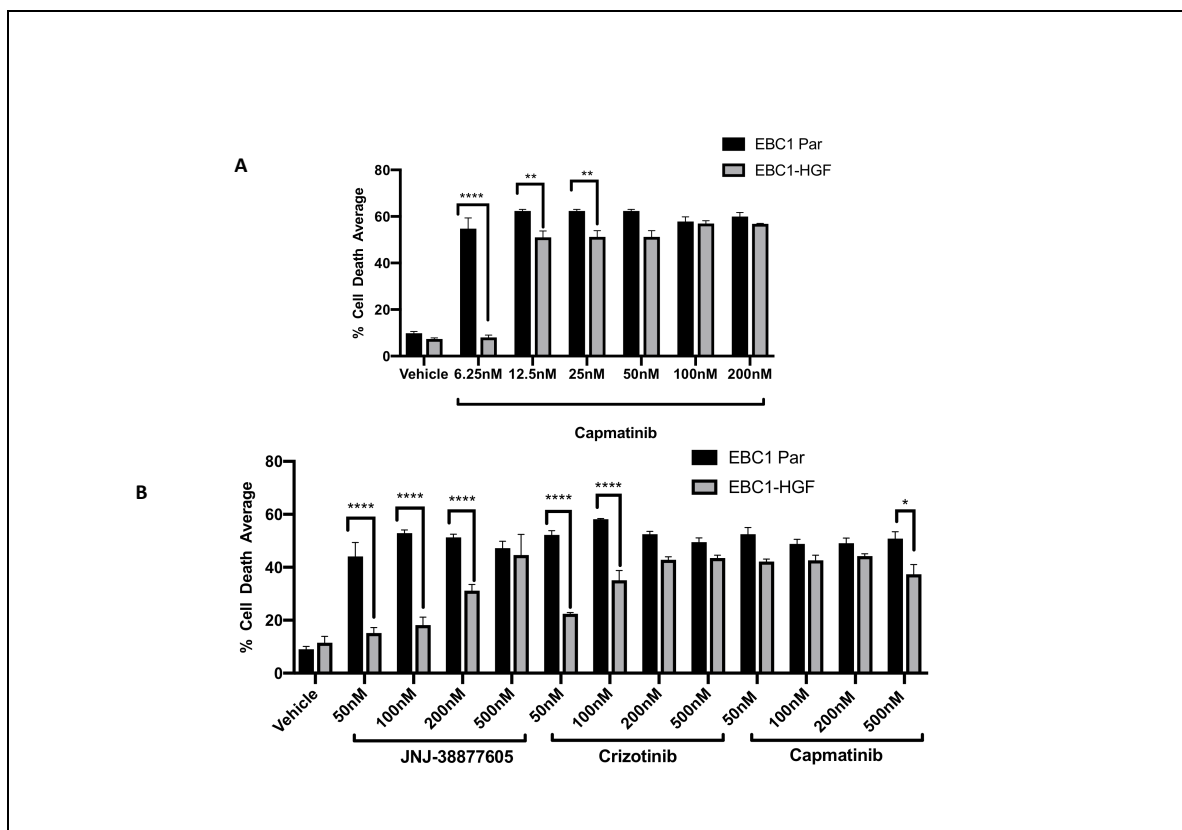 A
EBC1 Par
EBC1-HGF
% Cell Death Average
80
60
40
20
0
**** ** **
Vehicle 6.25nM 12.5nM 25nM 50nM 100nM 200nM
Capmatinib
B
EBC1 Par
EBC1-HGF
% Cell Death Average
80
60
40
20
0
**** **** **** **** **** *
Vehicle 50nM 100nM 200nM 500nM 50nM 100nM 200nM 500nM 50nM 100nM 200nM 500nM
JNJ-38877605 Crizotinib Capmatinib